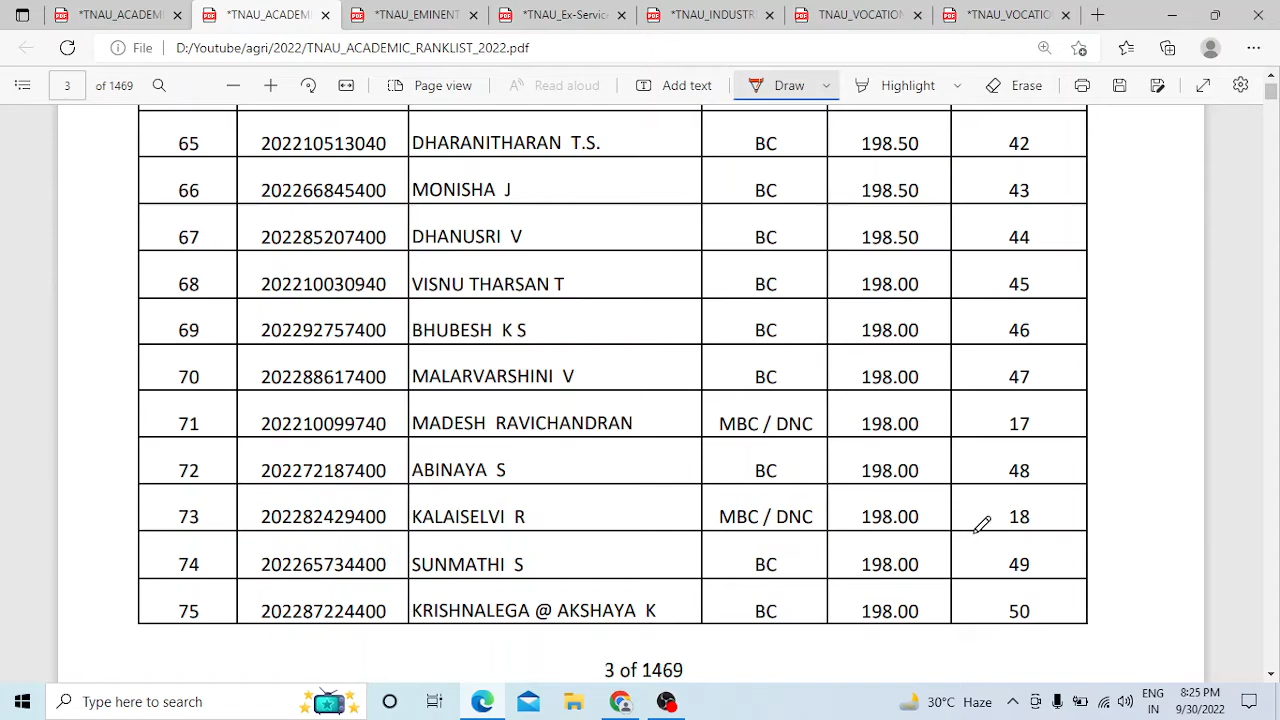 *TNAU_ACADEM
*TNAU_ACADEMI
*TNAU_EMINENT
*TNAU_Ex-Service
*TNAU_INDUSTR
TNAU_VOCATION
*TNAU_VOCATIO
File D:/Youtube/agri/2022/TNAU_ACADEMIC_RANKLIST_2022.pdf
3 of 1469 Page view Read aloud Add text Draw Highlight Erase
65 202210513040 DHARANITHARAN T.S. BC 198.50 42
66 202266845400 MONISHA J BC 198.50 43
67 202285207400 DHANUSRI V BC 198.50 44
68 202210030940 VISNU THARSAN T BC 198.00 45
69 202292757400 BHUBESH K S BC 198.00 46
70 202288617400 MALARVARSHINI V BC 198.00 47
71 202210099740 MADESH RAVICHANDRAN MBC / DNC 198.00 17
72 202272187400 ABINAYA S BC 198.00 48
73 202282429400 KALAISELVI R MBC / DNC 198.00 18
74 202265734400 SUNMATHI S BC 198.00 49
75 202287224400 KRISHNALEGA @ AKSHAYA K BC 198.00 50
3 of 1469
Type here to search
30°C Haze
ENG
IN
8:25 PM
9/30/2022